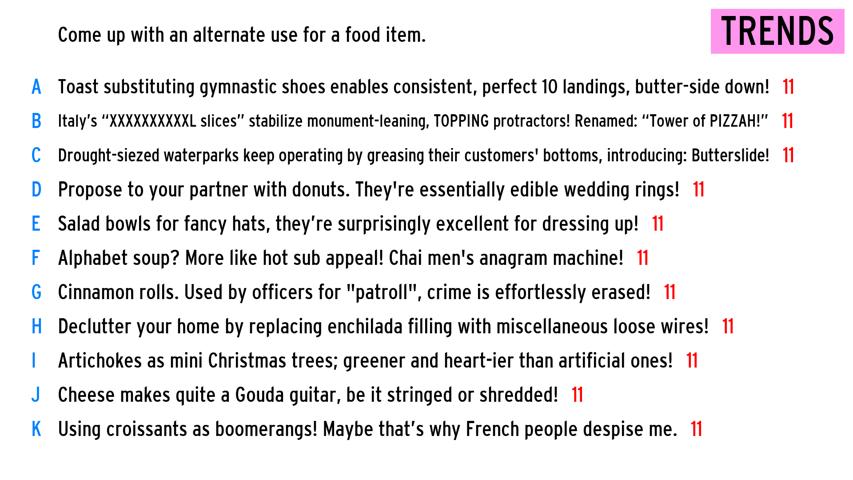 Come up with an alternate use for a food item.
TRENDS
A Toast substituting gymnastic shoes enables consistent, perfect 10 landings, butter-side down! 11
B Italy's “XXXXXXXXXXL slices” stabilize monument-leaning, TOPPING protractors! Renamed: “Tower of PIZZAH!” 11
C Drought-siezed waterparks keep operating by greasing their customers' bottoms, introducing: Butterslide! 11
D Propose to your partner with donuts. They're essentially edible wedding rings! 11
E Salad bowls for fancy hats, they’re surprisingly excellent for dressing up! 11
F Alphabet soup? More like hot sub appeal! Chai men's anagram machine! 11
G Cinnamon rolls. Used by officers for "patroll", crime is effortlessly erased! 11
H Declutter your home by replacing enchilada filling with miscellaneous loose wires! 11
I Artichokes as mini Christmas trees; greener and heart-ier than artificial ones! 11
J Cheese makes quite a Gouda guitar, be it stringed or shredded! 11
K Using croissants as boomerangs! Maybe that’s why French people despise me. 11